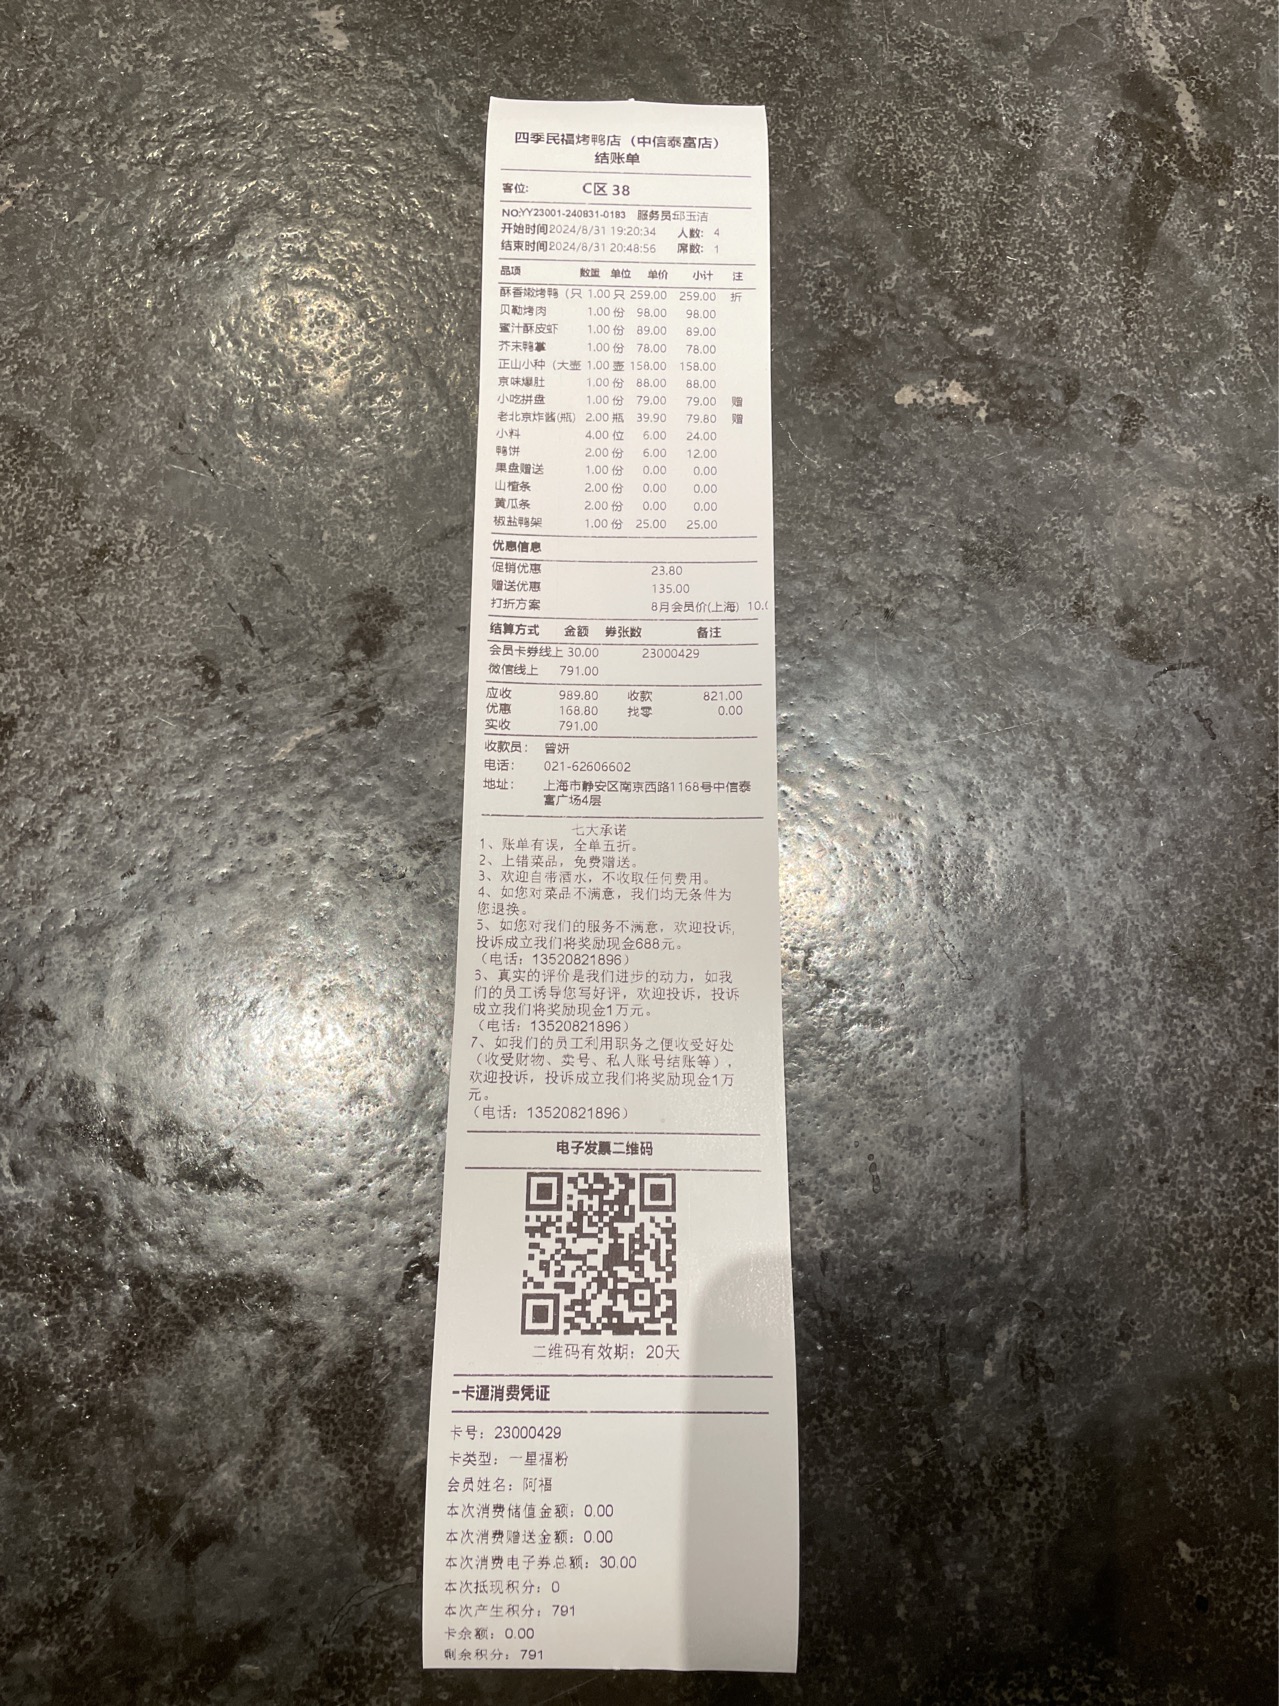 四季民福烤鸭店（中信泰富店）
结账单
客位: C区 38
NO:YY23001-240831-0183 服务员:邱玉洁
开始时间2024/8/31 19:20:34 人数: 4
结束时间2024/8/31 20:48:56 席数: 1
品项 数量 单位 单价 小计 注
酥香嫩烤鸭（只 1.00 只 259.00 259.00 折
贝勒烤肉 1.00 份 98.00 98.00
蜜汁酥皮虾 1.00 份 89.00 89.00
芥末鸭掌 1.00 份 78.00 78.00
正山小种（大壶 1.00 壶 158.00 158.00
京味爆肚 1.00 份 88.00 88.00
小吃拼盘 1.00 份 79.00 79.00 赠
老北京炸酱(瓶) 2.00 瓶 39.90 79.80 赠
小料 4.00 位 6.00 24.00
鸭饼 2.00 份 6.00 12.00
果盘赠送 1.00 份 0.00 0.00
山楂条 2.00 份 0.00 0.00
黄瓜条 2.00 份 0.00 0.00
椒盐鸭架 1.00 份 25.00 25.00
优惠信息
促销优惠 23.80
赠送优惠 135.00
打折方案 8月会员价(上海) 10.0
结算方式 金额 券张数 备注
会员卡券线上 30.00 23000429
微信线上 791.00
应收 989.80 收款 821.00
优惠 168.80 找零 0.00
实收 791.00
收款员： 曾妍
电话： 021-62606602
地址： 上海市静安区南京西路1168号中信泰
富广场4层
七大承诺
1、账单有误，全单五折。
2、上错菜品，免费赠送。
3、欢迎自带酒水，不收取任何费用。
4、如您对菜品不满意，我们均无条件为
您退换。
5、如您对我们的服务不满意，欢迎投诉,
投诉成立我们将奖励现金688元。
（电话：13520821896）
6、真实的评价是我们进步的动力，如我
们的员工诱导您写好评，欢迎投诉，投诉
成立我们将奖励现金1万元。
（电话：13520821896）
7、如我们的员工利用职务之便收受好处
（收受财物、卖号、私人账号结账等），
欢迎投诉，投诉成立我们将奖励现金1万
元。
（电话：13520821896）
电子发票二维码
二维码有效期：20天
一卡通消费凭证
卡号：23000429
卡类型：一星福粉
会员姓名：阿福
本次消费储值金额：0.00
本次消费赠送金额：0.00
本次消费电子券总额：30.00
本次抵现积分：0
本次产生积分：791
卡余额：0.00
剩余积分：791